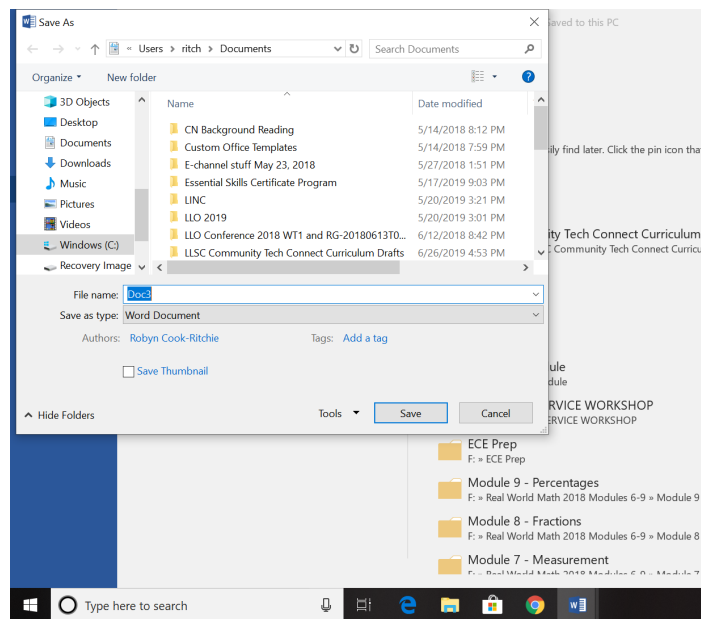 Save As
Saved to this PC
« Users › ritch › Documents
Search Documents
Organize
New folder
3D Objects
Desktop
Documents
Downloads
Music
Pictures
Videos
Windows (C:)
Recovery Image
Name Date modified
CN Background Reading 5/14/2018 8:12 PM
Custom Office Templates 5/14/2018 7:59 PM
E-channel stuff May 23, 2018 5/27/2018 1:51 PM
Essential Skills Certificate Program 5/17/2019 9:03 PM
LINC 5/20/2019 3:21 PM
LLO 2019 5/20/2019 3:01 PM
LLO Conference 2018 WT1 and RG-20180613T0... 6/12/2018 8:42 PM
LLSC Community Tech Connect Curriculum Drafts 6/26/2019 4:53 PM
File name: Doc3
Save as type: Word Document
Authors: Robyn Cook-Ritchie Tags: Add a tag
Save Thumbnail
Hide Folders
Tools
Save
Cancel
ily find later. Click the pin icon tha
ity Tech Connect Curriculum
Community Tech Connect Curricu
ule
dule
RVICE WORKSHOP
ERVICE WORKSHOP
ECE Prep
F: » ECE Prep
Module 9 - Percentages
F: » Real World Math 2018 Modules 6-9 » Module 9
Module 8 - Fractions
F: » Real World Math 2018 Modules 6-9 » Module 8
Module 7 - Measurement
F: » Real World Math 2018 Modules 6-9 » Module 7
Type here to search